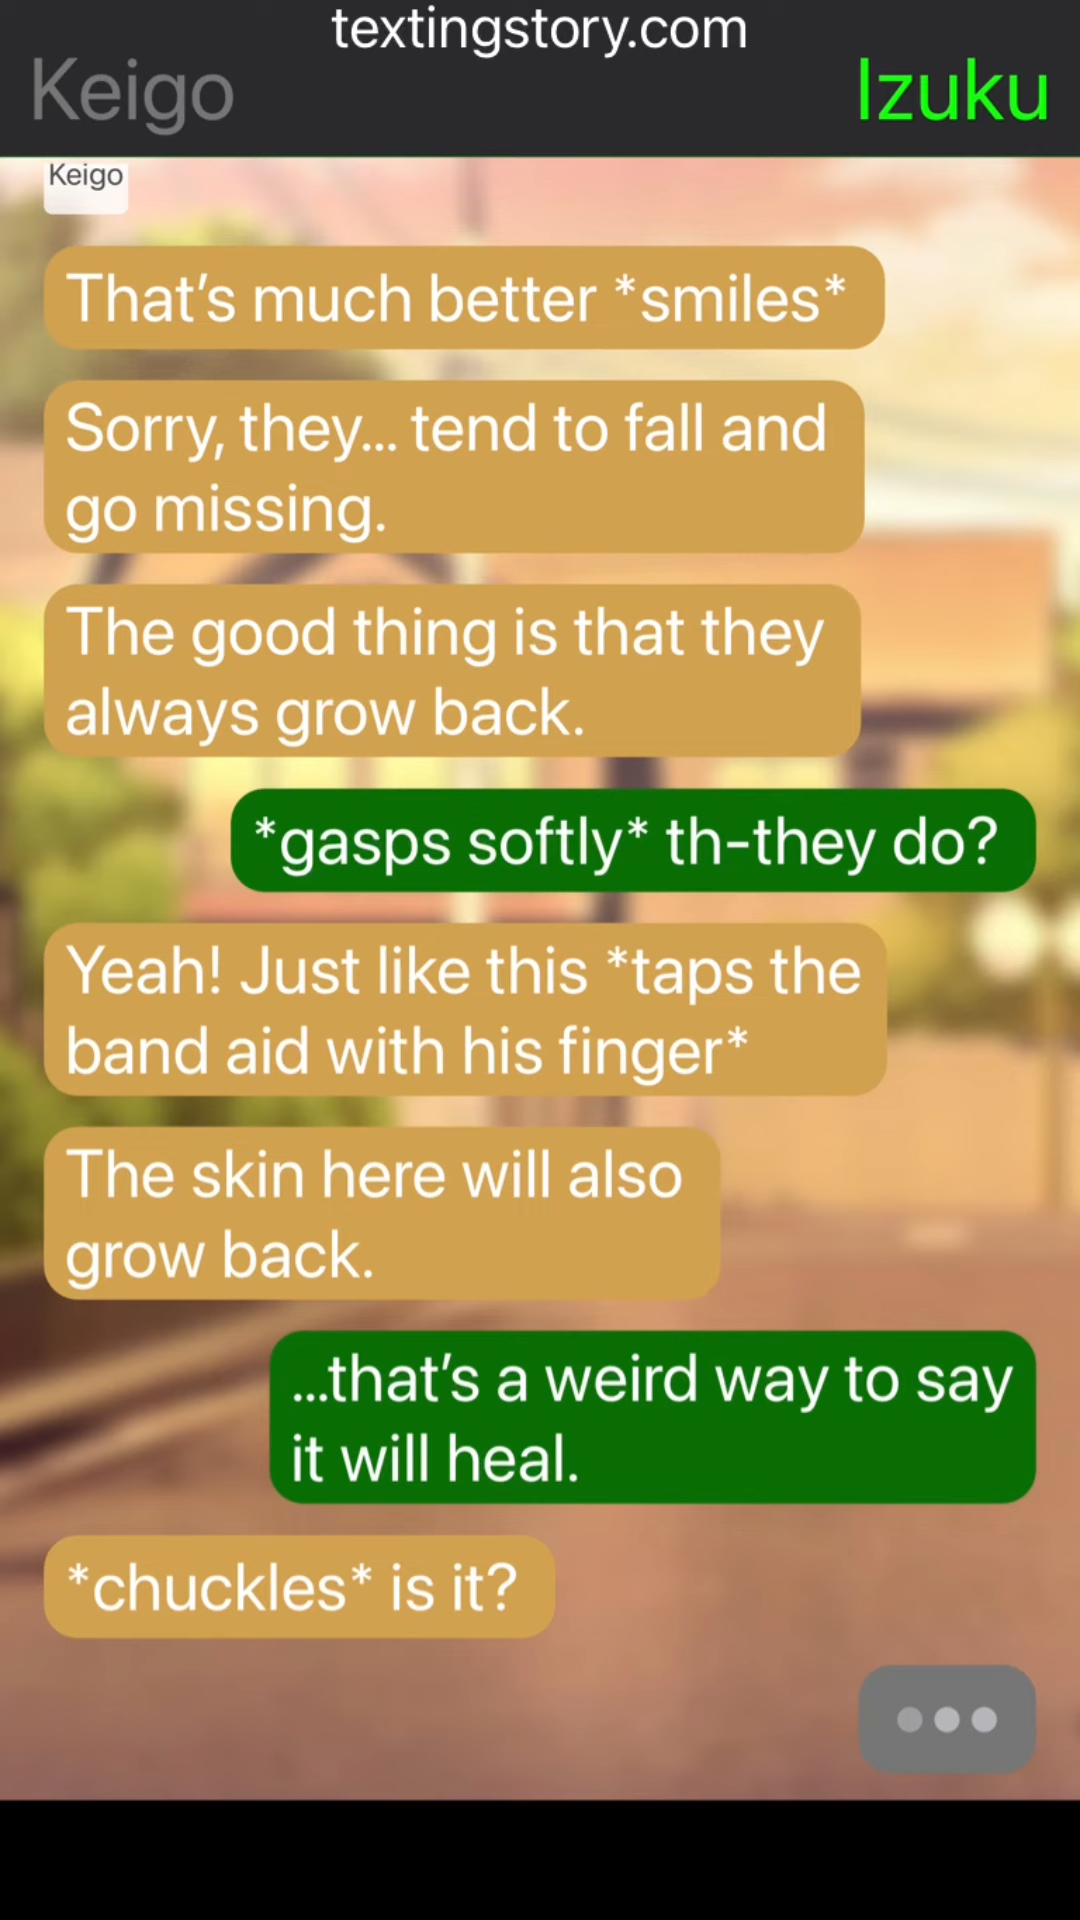 textingstory.com
Keigo
Izuku
Keigo
That’s much better *smiles*
Sorry, they... tend to fall and
go missing.
The good thing is that they
always grow back.
*gasps softly* th-they do?
Yeah! Just like this *taps the
band aid with his finger*
The skin here will also
grow back.
...that’s a weird way to say
it will heal.
*chuckles* is it?